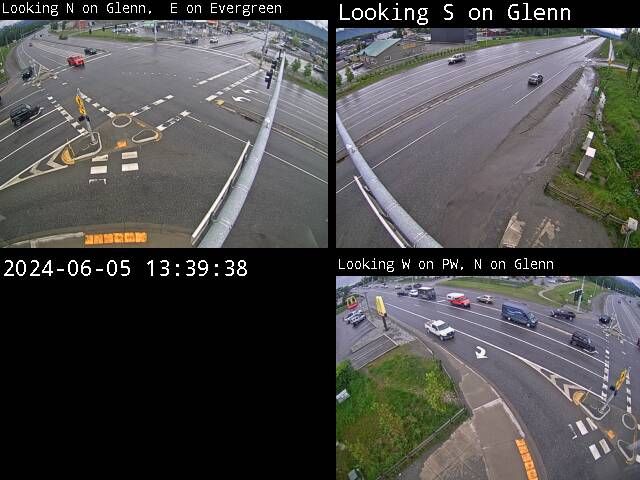 Looking N on Glenn, E on Evergreen
Looking S on Glenn
2024-06-05 13:39:38
Looking W on PW, N on Glenn